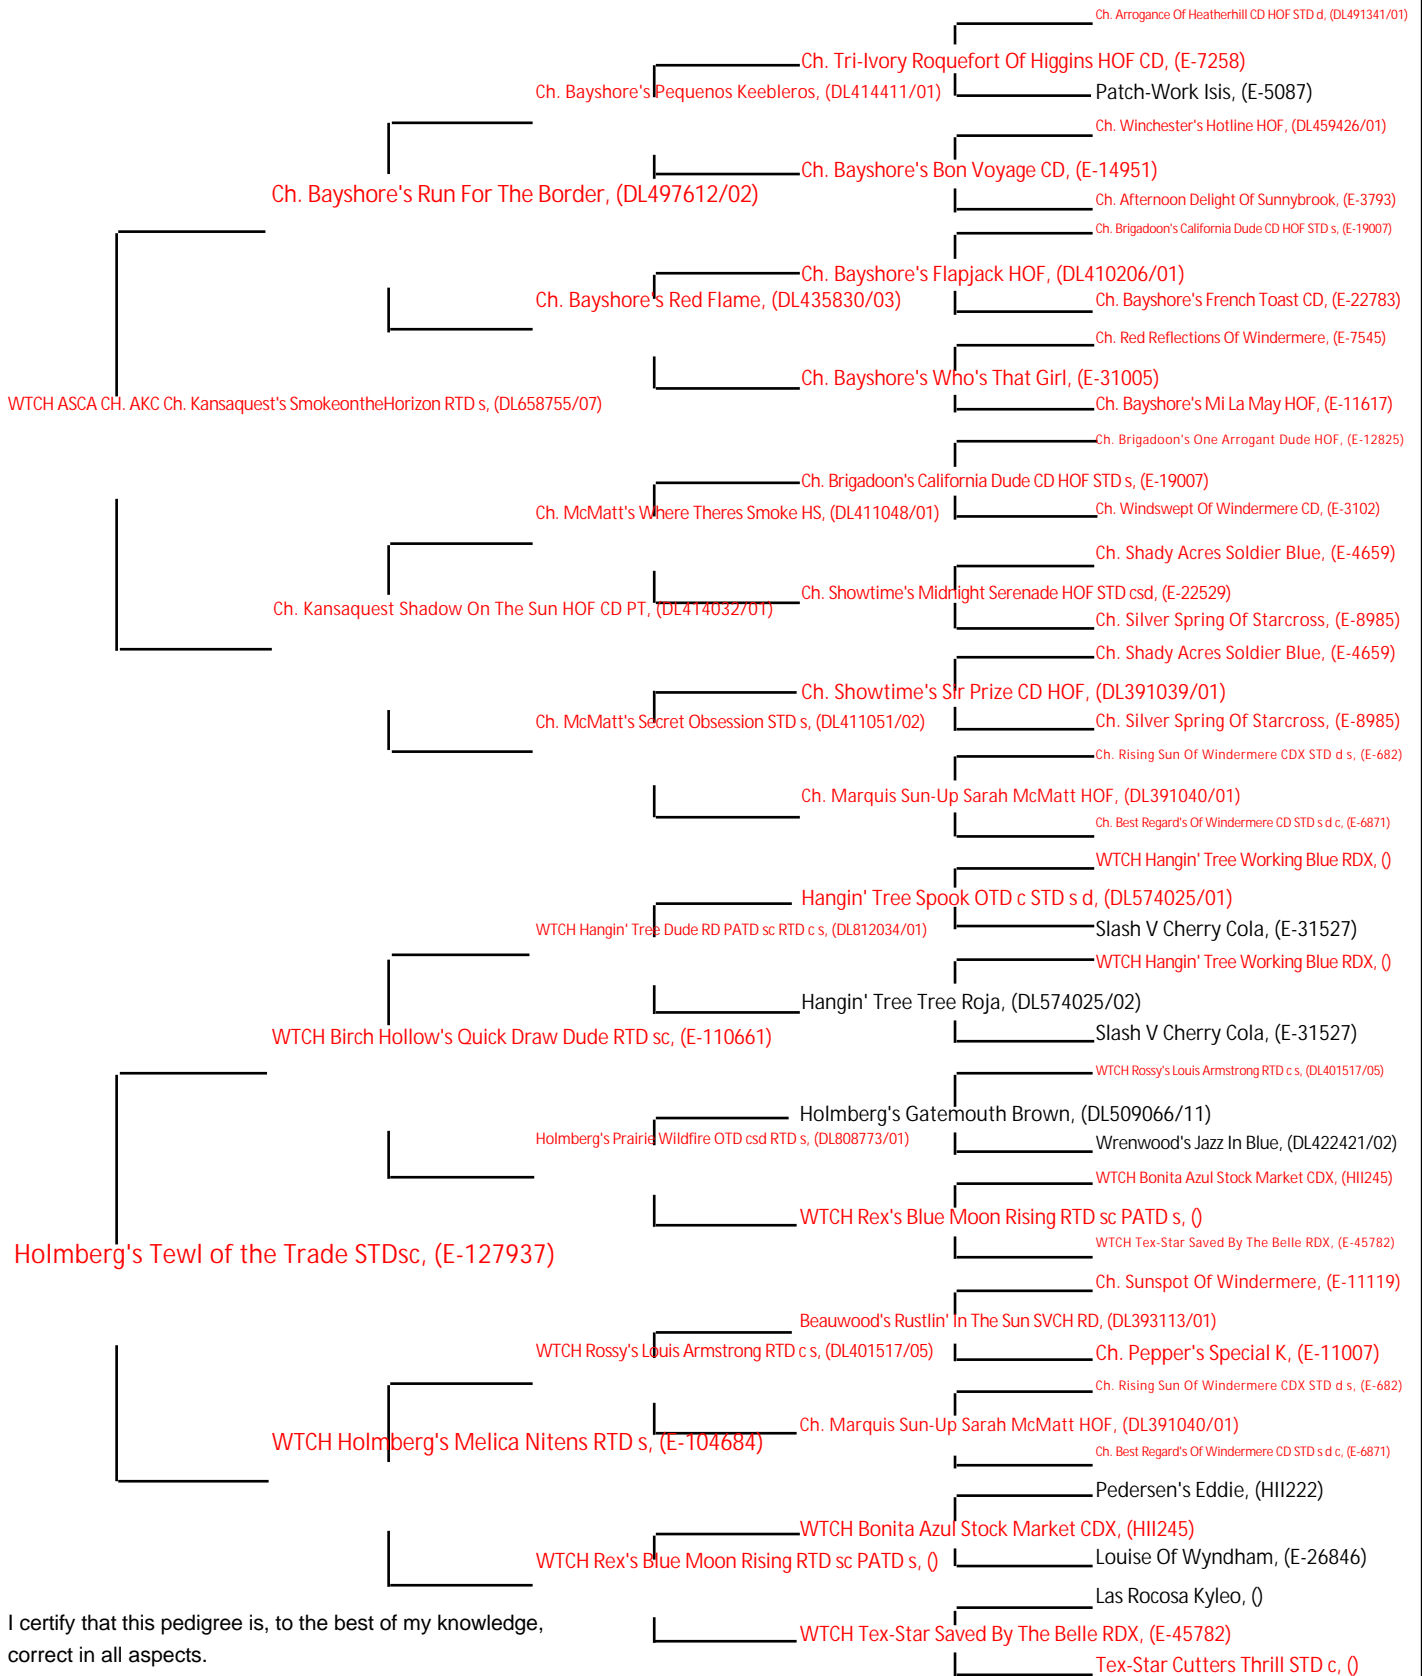 Ch. Arrogance Of Heatherhill CD HOF STD d, (DL491341/01)
Ch. Tri-Ivory Roquefort Of Higgins HOF CD, (E-7258)
Ch. Bayshore's Pequenos Keebleros, (DL414411/01)
Patch-Work Isis, (E-5087)
Ch. Winchester's Hotline HOF, (DL459426/01)
Ch. Bayshore's Bon Voyage CD, (E-14951)
Ch. Bayshore's Run For The Border, (DL497612/02)
Ch. Afternoon Delight Of Sunnybrook, (E-3793)
Ch. Brigadoon's California Dude CD HOF STD s, (E-19007)
Ch. Bayshore's Flapjack HOF, (DL410206/01)
Ch. Bayshore's Red Flame, (DL435830/03)
Ch. Bayshore's French Toast CD, (E-22783)
Ch. Red Reflections Of Windermere, (E-7545)
Ch. Bayshore's Who's That Girl, (E-31005)
WTCH ASCA CH. AKC Ch. Kansaquest's SmokeontheHorizon RTD s, (DL658755/07)
Ch. Bayshore's Mi La May HOF, (E-11617)
Ch. Brigadoon's One Arrogant Dude HOF, (E-12825)
Ch. Brigadoon's California Dude CD HOF STD s, (E-19007)
Ch. McMatt's Where Theres Smoke HS, (DL411048/01)
Ch. Windswept Of Windermere CD, (E-3102)
Ch. Shady Acres Soldier Blue, (E-4659)
Ch. Showtime's Midnight Serenade HOF STD csd, (E-22529)
Ch. Kansaquest Shadow On The Sun HOF CD PT, (DL414032/01)
Ch. Silver Spring Of Starcross, (E-8985)
Ch. Shady Acres Soldier Blue, (E-4659)
Ch. Showtime's Sir Prize CD HOF, (DL391039/01)
Ch. McMatt's Secret Obsession STD s, (DL411051/02)
Ch. Silver Spring Of Starcross, (E-8985)
Ch. Rising Sun Of Windermere CDX STD d s, (E-682)
Ch. Marquis Sun-Up Sarah McMatt HOF, (DL391040/01)
Ch. Best Regard's Of Windermere CD STD s d c, (E-6871)
WTCH Hangin' Tree Working Blue RDX, ()
Hangin' Tree Spook OTD c STD s d, (DL574025/01)
WTCH Hangin' Tree Dude RD PATD sc RTD c s, (DL812034/01)
Slash V Cherry Cola, (E-31527)
WTCH Hangin' Tree Working Blue RDX, ()
Hangin' Tree Tree Roja, (DL574025/02)
WTCH Birch Hollow's Quick Draw Dude RTD sc, (E-110661)
Slash V Cherry Cola, (E-31527)
WTCH Rossy's Louis Armstrong RTD c s, (DL401517/05)
Holmberg's Gatemouth Brown, (DL509066/11)
Holmberg's Prairie Wildfire OTD csd RTD s, (DL808773/01)
Wrenwood's Jazz In Blue, (DL422421/02)
WTCH Bonita Azul Stock Market CDX, (HII245)
WTCH Rex's Blue Moon Rising RTD sc PATD s, ()
WTCH Tex-Star Saved By The Belle RDX, (E-45782)
Holmberg's Tewl of the Trade STDsc, (E-127937)
Ch. Sunspot Of Windermere, (E-11119)
Beauwood's Rustlin' In The Sun SVCH RD, (DL393113/01)
WTCH Rossy's Louis Armstrong RTD c s, (DL401517/05)
Ch. Pepper's Special K, (E-11007)
Ch. Rising Sun Of Windermere CDX STD d s, (E-682)
Ch. Marquis Sun-Up Sarah McMatt HOF, (DL391040/01)
WTCH Holmberg's Melica Nitens RTD s, (E-104684)
Ch. Best Regard's Of Windermere CD STD s d c, (E-6871)
Pedersen's Eddie, (HII222)
WTCH Bonita Azul Stock Market CDX, (HII245)
WTCH Rex's Blue Moon Rising RTD sc PATD s, ()
Louise Of Wyndham, (E-26846)
Las Rocosa Kyleo, ()
WTCH Tex-Star Saved By The Belle RDX, (E-45782)
Tex-Star Cutters Thrill STD c, ()
I certify that this pedigree is, to the best of my knowledge,
correct in all aspects.